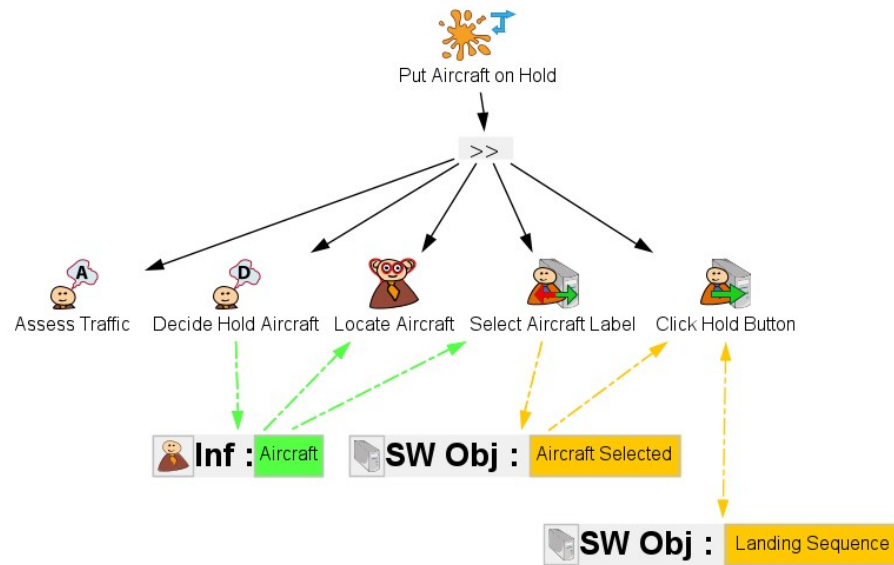 Put Aircraft on Hold
>>
A
D
Assess Traffic
Decide Hold Aircraft
Locate Aircraft
Select Aircraft Label
Click Hold Button
Inf : Aircraft
SW Obj : Aircraft Selected
SW Obj : Landing Sequence